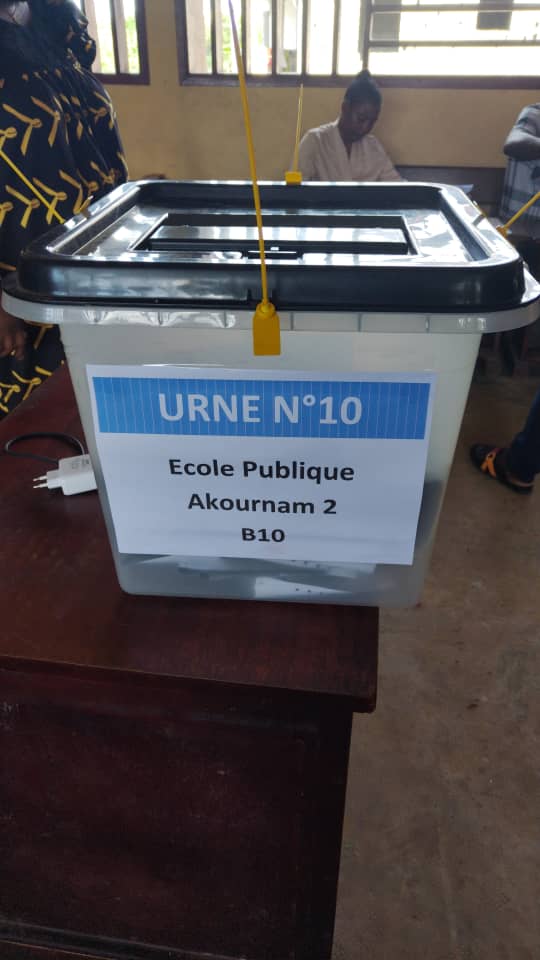 URNE N°10
Ecole Publique
Akournam 2
B10